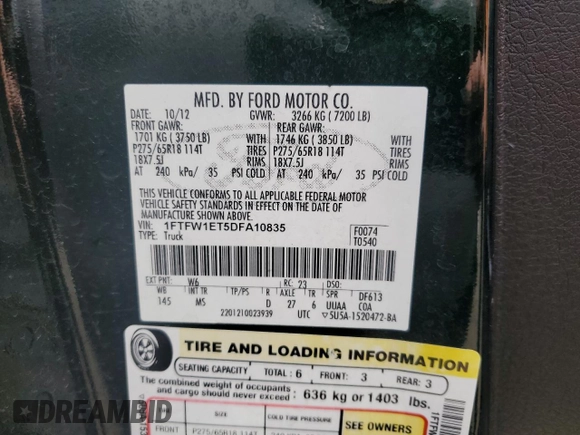 MFD. BY FORD MOTOR CO.
DATE: 10/12 GVWR: 3266 KG ( 7200 LB)
FRONT GAWR: REAR GAWR:
1701 KG ( 3750 LB) WITH 1746 KG ( 3850 LB) WITH
P275/65R18 114T TIRES P275/65R18 114T TIRES
18X7.5J RIMS 18X7.5J RIMS
AT 240 kPa/ 35 PSI COLD AT 240 kPa/ 35 PSI COLD
THIS VEHICLE CONFORMS TO ALL APPLICABLE FEDERAL MOTOR
VEHICLE SAFETY STANDARDS IN EFFECT ON THE DATE OF
MANUFACTURE SHOWN ABOVE.
VIN: 1FTFW1ET5DFA10835 F0074
TYPE: Truck T0540
EXT PNT: W6 RC: 23 DSO:
WB INT TR TP/PS R AXLE TR SPR DF613
145 MS D 27 6 UUAA COA
2201210023939 UTC ▽ SU5A-1520472-BA
TIRE AND LOADING INFORMATION
SEATING CAPACITY TOTAL: 6 FRONT: 3 REAR: 3
The combined weight of occupants
and cargo should never exceed : 636 kg or 1403 lbs.
SIZE COLD TIRE PRESSURE SEE OWNERS
FRONT P275/65R18 114T
DREAMBID